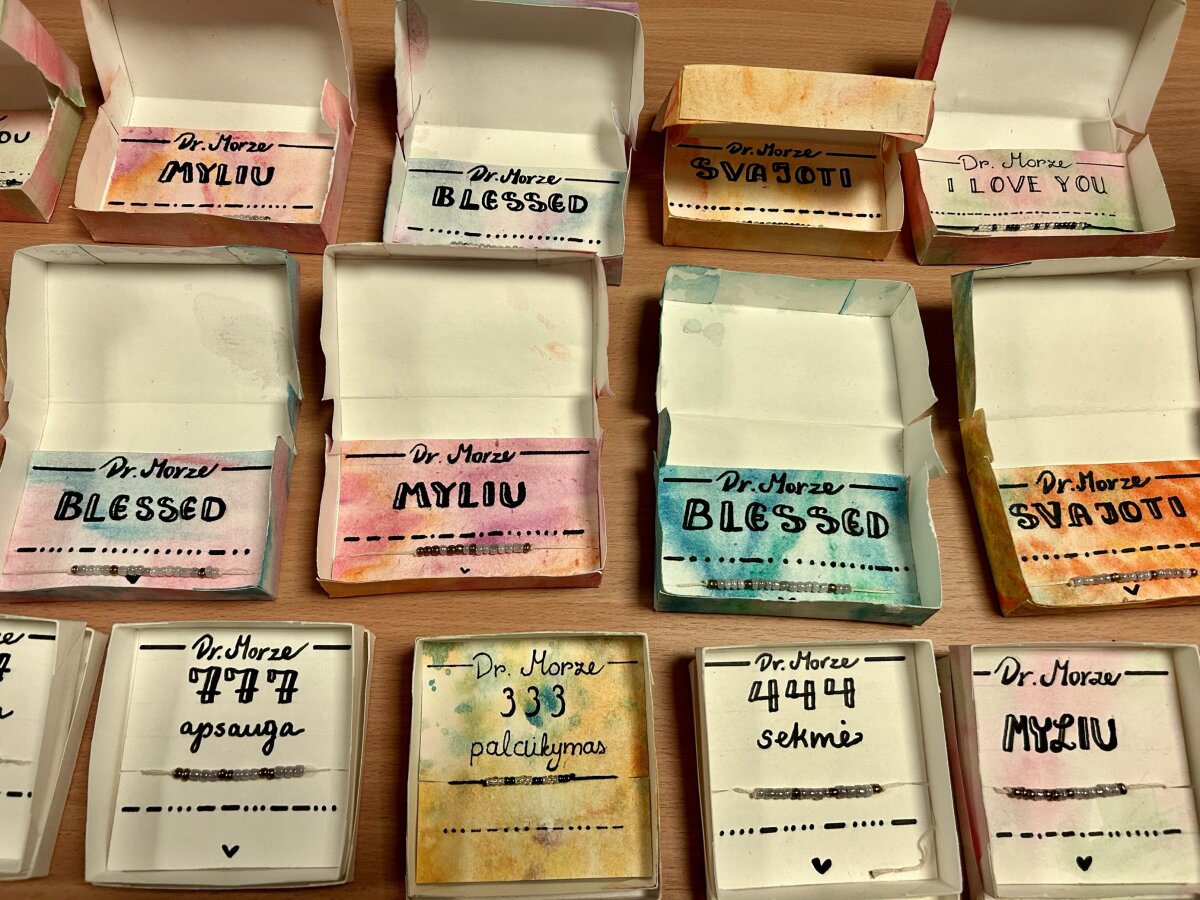 OU
Dr. Morze
MYLIU
Dr. Morze
BLESSED
Dr. Morze
SVAJOTI
Dr. Morze
I LOVE YOU
Dr. Morze
BLESSED
Dr. Morze
MYLIU
Dr. Morze
BLESSED
Dr. Morze
SVAJOTI
Dr. Morze
777
apsauga
Dr. Morze
333
palaikymas
Dr. Morze
444
sekmė
Dr. Morze
MYLIU